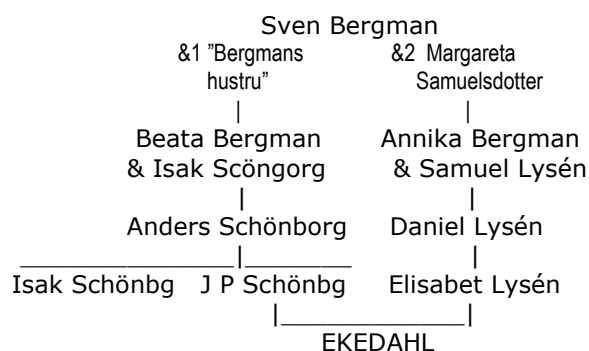 Sven Bergman
&1 ”Bergmans &2 Margareta
hustru” Samuelsdotter
Beata Bergman Annika Bergman
& Isak Scöngorg & Samuel Lysén
Anders Schönborg Daniel Lysén
Isak Schönbg J P Schönbg Elisabet Lysén
EKEDAHL